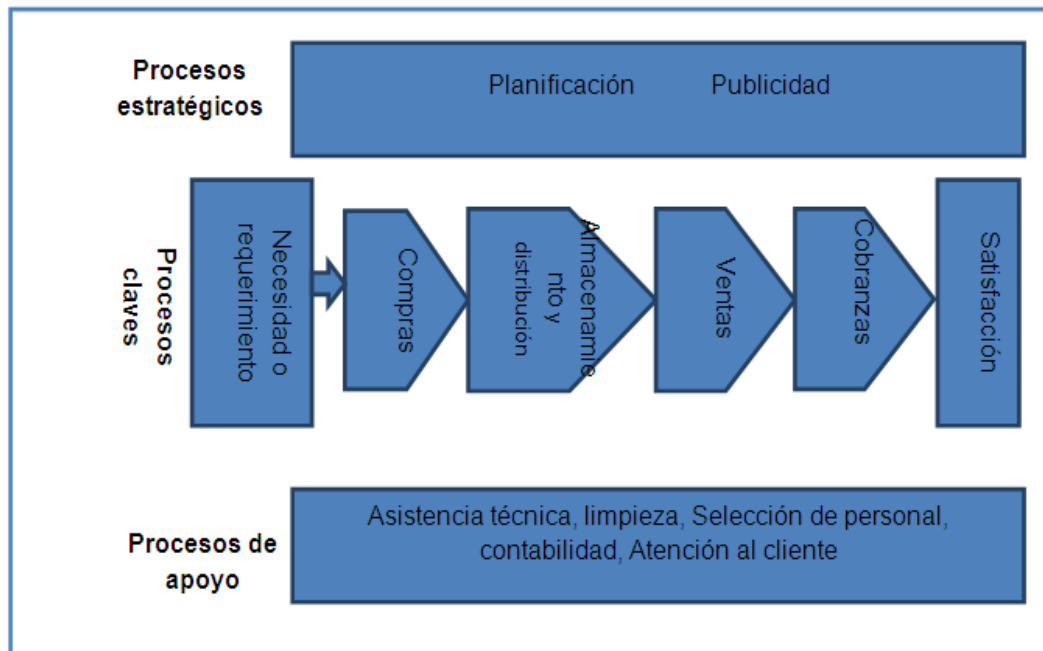 Procesos
estratégicos
Planificación Publicidad
Procesos
claves
Necesidad o
requerimiento
Compras
Almacenamie
nto y
distribución
Ventas
Cobranzas
Satisfacción
Procesos de
apoyo
Asistencia técnica, limpieza, Selección de personal,
contabilidad, Atención al cliente